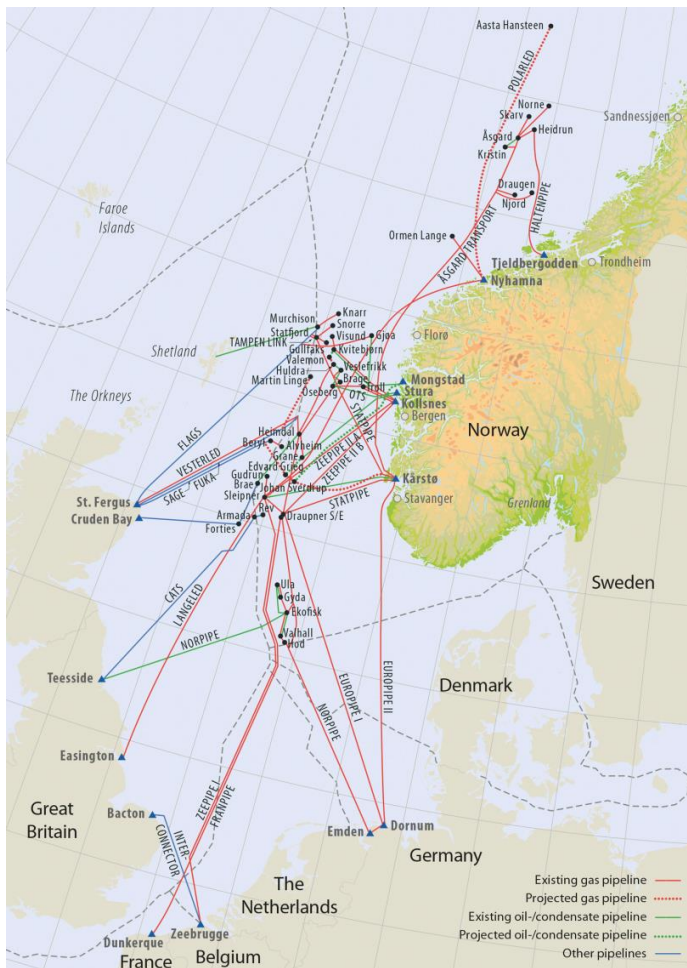 Aasta Hansteen
POLARLED
Norne
Skarv
Sandnessjøen
Heidrun
Åsgard
Kristin
Draugen
Njord
HALTENPIPE
Faroe
Islands
Ormen Lange
ÅSGARD TRANSPORT
Tjeldbergodden
Trondheim
Nyhamna
Murchison
Knarr
Snorre
Statfjord
Visund
Gjøa
Florø
TAMPEN LINK
Kvitebjørn
Gullfaks
Shetland
Valemon
Veslefrikk
Huldra
Brage
Martin Linge
Troll
Mongstad
Oseberg
OTS
Stura
The Orkneys
Kollsnes
STATPIPE
Bergen
FLAGS
Norway
Heimdal
ZEEPIPE II A
VESTERLED
Beryl
Alvheim
ZEEPIPE II B
Grane
Edvard Grieg
SAGE
FUKA
Gudrun
Brae
Johan Sverdrup
Kårstø
Sleipner
St. Fergus
STATPIPE
Stavanger
Grenland
Rev
Cruden Bay
Armada
Draupner S/E
Forties
Sweden
Ula
CATS
Gyda
LANGELED
Ekofisk
NORPIPE
Valhall
Hod
Teesside
Denmark
EUROPIPE II
EUROPIPE I
NORPIPE
Easington
ZEEPIPE I
FRANPIPE
Great
Britain
Bacton
Dornum
Emden
INTER-
CONNECTOR
Germany
The
Netherlands
Existing gas pipeline
Projected gas pipeline
Existing oil-/condensate pipeline
Projected oil-/condensate pipeline
Other pipelines
Zeebrugge
Dunkerque
Belgium
France